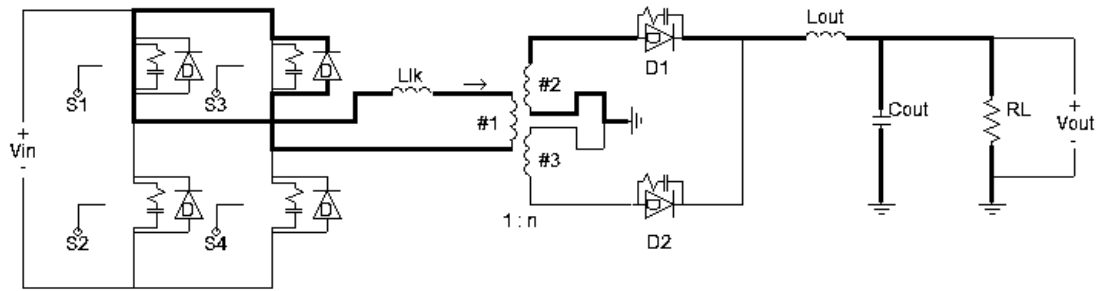 Lout
D1
Llk
#2
S1
S3
#1
Cout
RL
+
Vout
-
+
Vin
-
#3
S2
S4
1 : n
D2
D
D
D
D
D
D